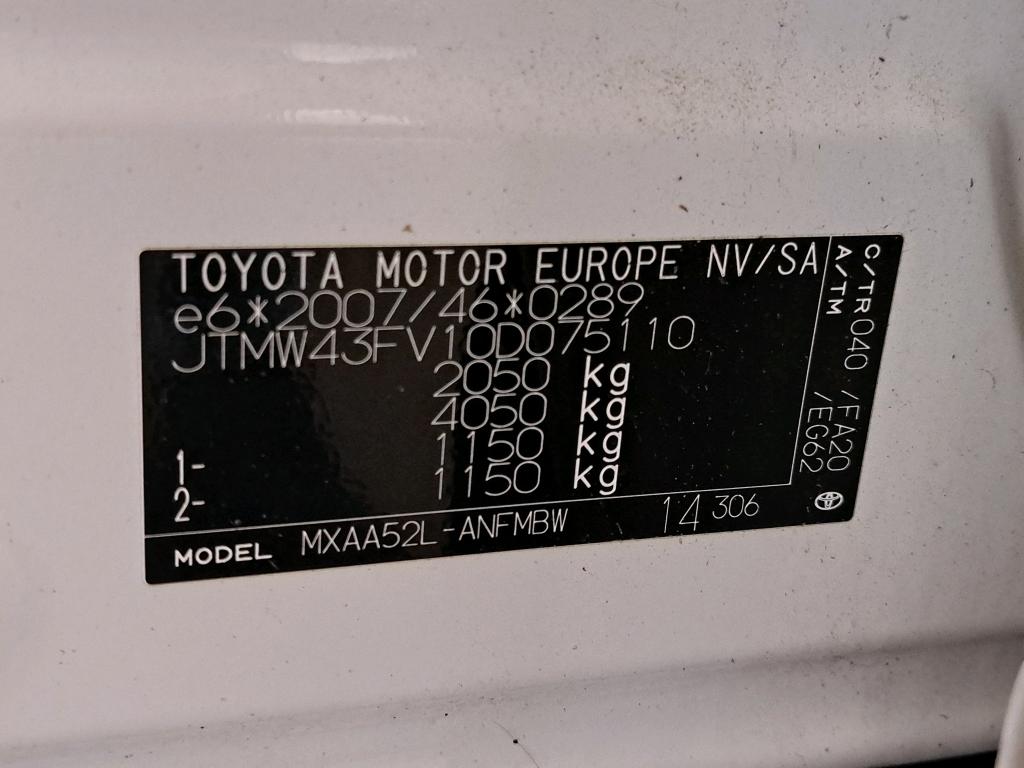 TOYOTA MOTOR EUROPE NV/SA
e6*2007/46*0289
JTMW43FV10D075110
2050 kg
4050 kg
1- 1150 kg
2- 1150 kg
MODEL MXAA52L-ANFMBW 14 306
C/TR 040 /FA20
A/TM /EG62